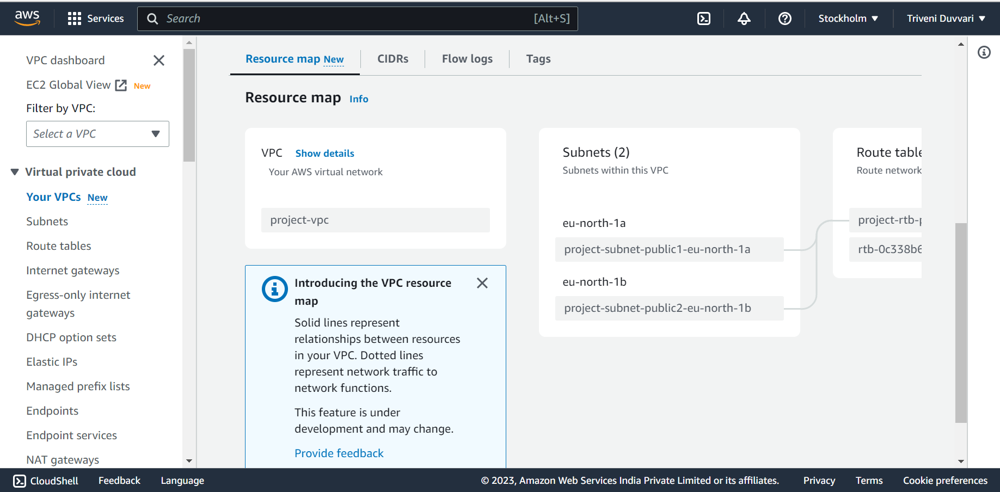 aws
Services
Search
[Alt+S]
Stockholm
Triveni Duvvari
VPC dashboard
EC2 Global View New
Filter by VPC:
Select a VPC
Virtual private cloud
Your VPCs New
Subnets
Route tables
Internet gateways
Egress-only internet
gateways
DHCP option sets
Elastic IPs
Managed prefix lists
Endpoints
Endpoint services
NAT gateways
Resource map New
CIDRs
Flow logs
Tags
Resource map Info
VPC Show details
Your AWS virtual network
project-vpc
Introducing the VPC resource
map
Solid lines represent
relationships between resources
in your VPC. Dotted lines
represent network traffic to
network functions.
This feature is under
development and may change.
Provide feedback
Subnets (2)
Subnets within this VPC
eu-north-1a
project-subnet-public1-eu-north-1a
eu-north-1b
project-subnet-public2-eu-north-1b
Route table
Route network
project-rtb-p
rtb-0c338b6
CloudShell
Feedback
Language
© 2023, Amazon Web Services India Private Limited or its affiliates.
Privacy
Terms
Cookie preferences